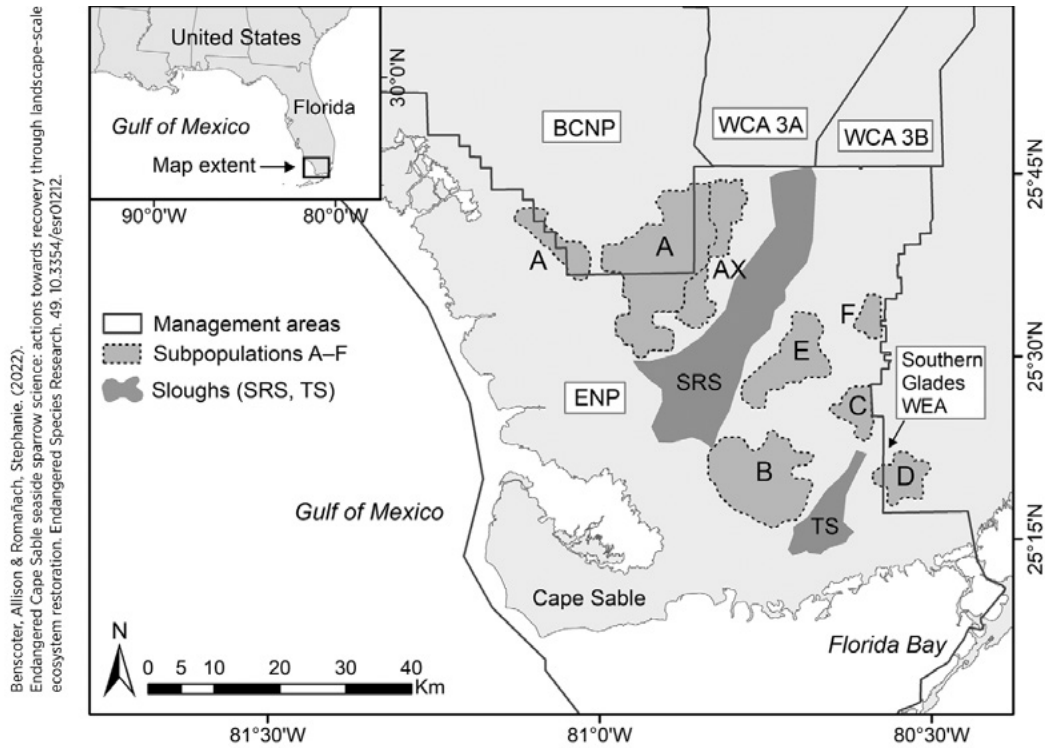 Benscoter, Allison & Romañach, Stephanie. (2022).
Endangered Cape Sable seaside sparrow science: actions towards recovery through landscape-scale
ecosystem restoration. Endangered Species Research. 49. 10.3354/esr01212.
United States
Florida
Gulf of Mexico
Map extent
90°0'W
80°0'W
30°0'N
BCNP
WCA 3A
WCA 3B
25°45'N
A
A
AX
F
Management areas
Subpopulations A–F
Sloughs (SRS, TS)
E
25°30'N
Southern
Glades
WEA
SRS
ENP
C
B
D
Gulf of Mexico
TS
25°15'N
Cape Sable
Florida Bay
N
0 5 10 20 30 40
Km
81°30'W
81°0'W
80°30'W